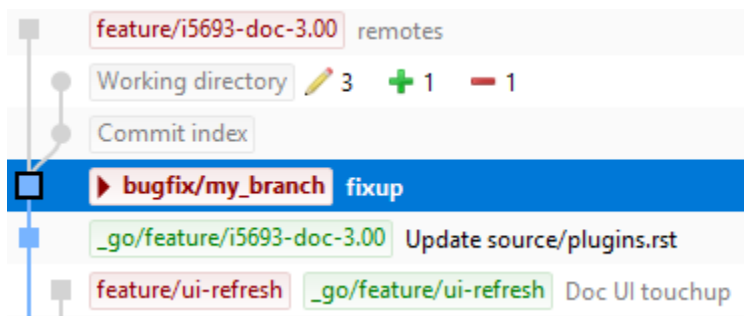 feature/i5693-doc-3.00 remotes
Working directory 3 1 1
Commit index
bugfix/my_branch fixup
_go/feature/i5693-doc-3.00 Update source/plugins.rst
feature/ui-refresh _go/feature/ui-refresh Doc UI touchup